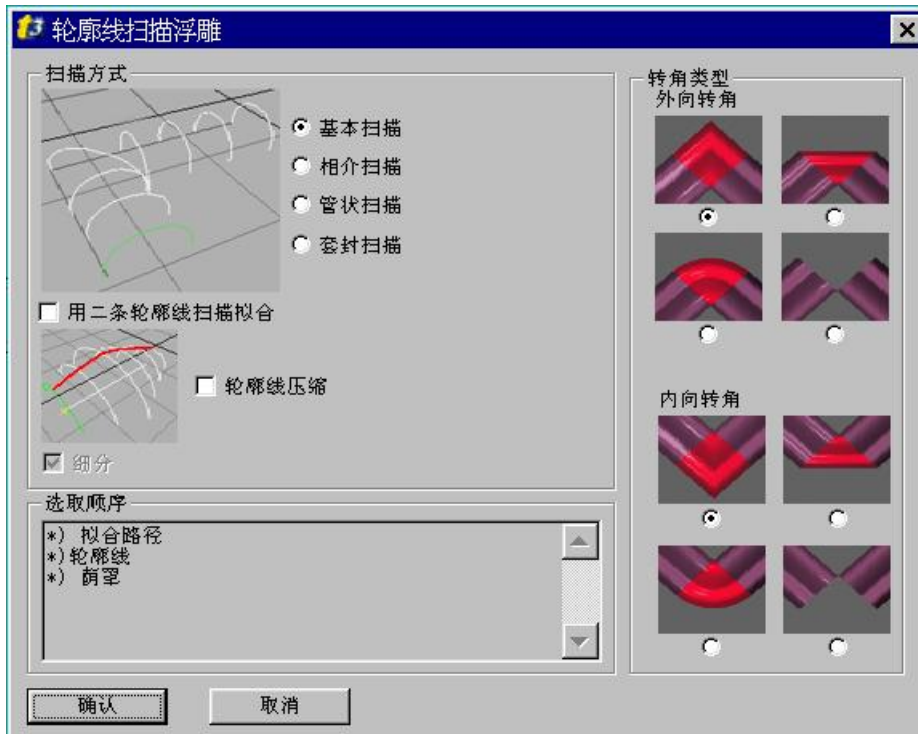 轮廓线扫描浮雕
扫描方式
基本扫描
相介扫描
管状扫描
套封扫描
用二条轮廓线扫描拟合
轮廓线压缩
细分
选取顺序
*) 拟合路径
*)轮廓线
*) 荫罩
确认
取消
转角类型
外向转角
内向转角